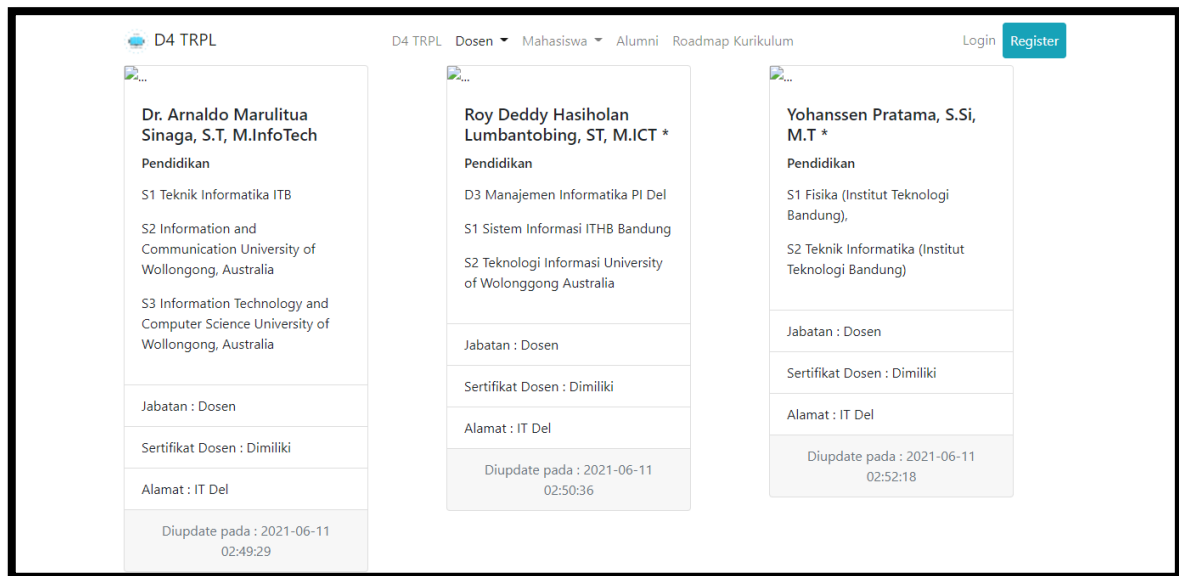 D4 TRPL
D4 TRPL Dosen Mahasiswa Alumni Roadmap Kurikulum
Login Register
...
Dr. Arnaldo Marulitua
Sinaga, S.T, M.InfoTech
Pendidikan
S1 Teknik Informatika ITB
S2 Information and
Communication University of
Wollongong, Australia
S3 Information Technology and
Computer Science University of
Wollongong, Australia
Jabatan : Dosen
Sertifikat Dosen : Dimiliki
Alamat : IT Del
Diupdate pada : 2021-06-11
02:49:29
...
Roy Deddy Hasiholan
Lumbantobing, ST, M.ICT *
Pendidikan
D3 Manajemen Informatika PI Del
S1 Sistem Informasi ITHB Bandung
S2 Teknologi Informasi University
of Wolonggong Australia
Jabatan : Dosen
Sertifikat Dosen : Dimiliki
Alamat : IT Del
Diupdate pada : 2021-06-11
02:50:36
...
Yohanssen Pratama, S.Si,
M.T *
Pendidikan
S1 Fisika (Institut Teknologi
Bandung),
S2 Teknik Informatika (Institut
Teknologi Bandung)
Jabatan : Dosen
Sertifikat Dosen : Dimiliki
Alamat : IT Del
Diupdate pada : 2021-06-11
02:52:18